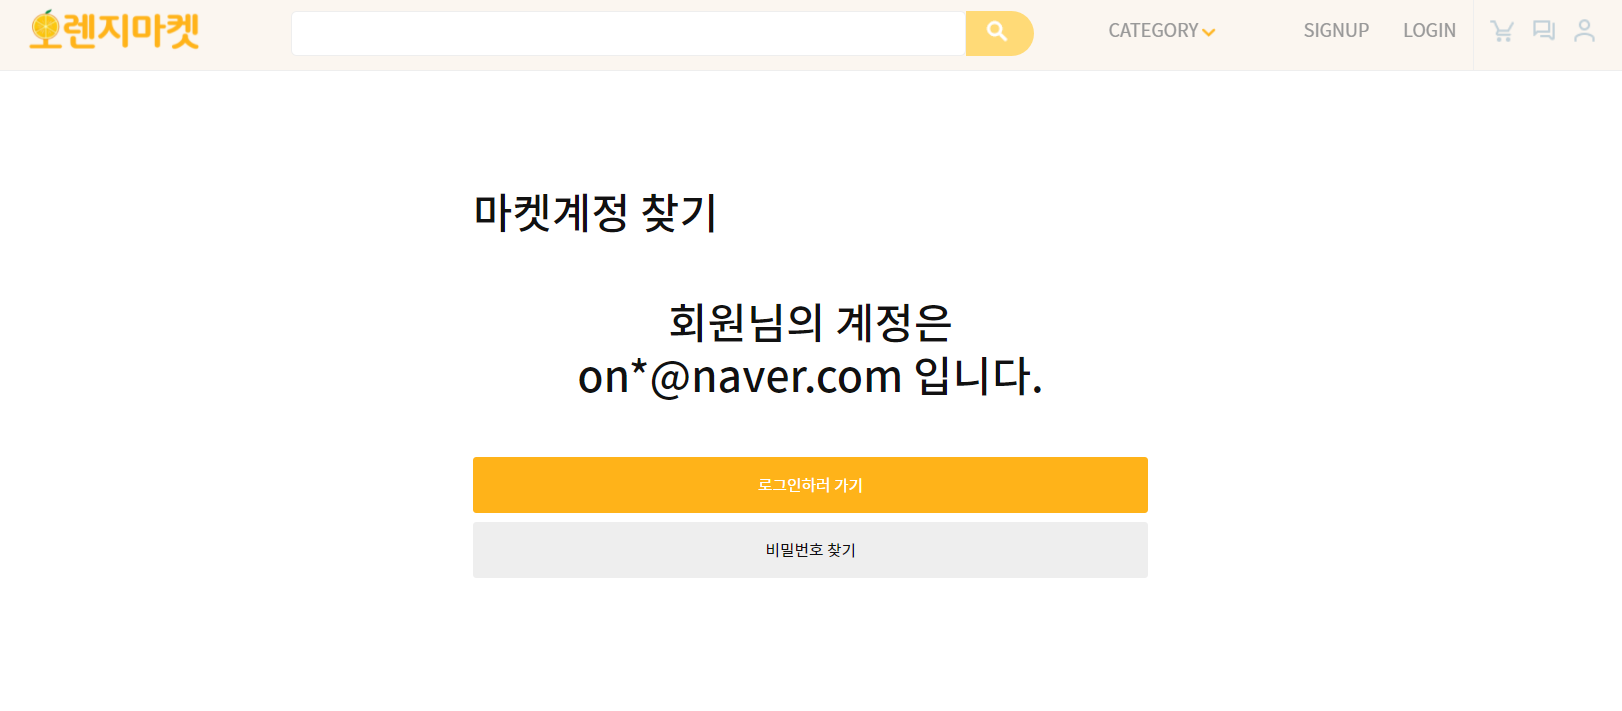 오렌지마켓
CATEGORY
SIGNUP
LOGIN
마켓계정 찾기
회원님의 계정은
on*@naver.com 입니다.
로그인하러 가기
비밀번호 찾기